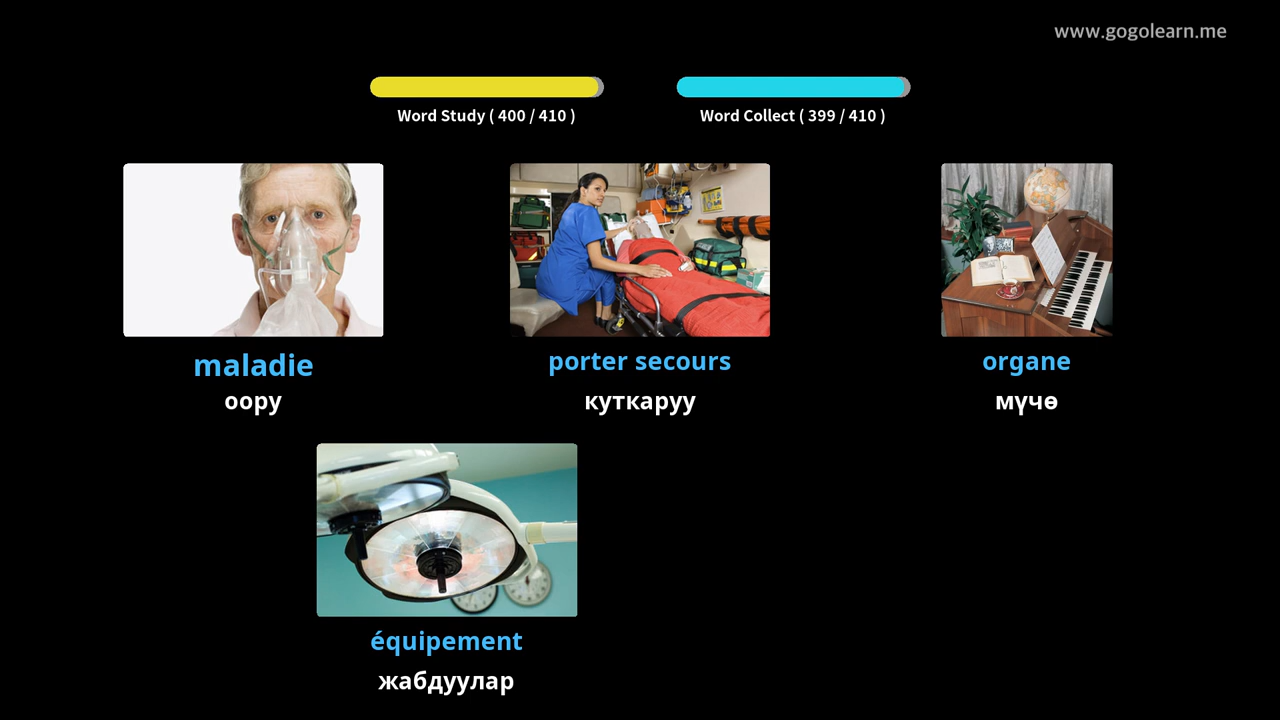 www.gogolearn.me
Word Study ( 400 / 410 )
Word Collect ( 399 / 410 )
maladie
оору
porter secours
куткаруу
organe
мүчө
équipement
жабдуулар